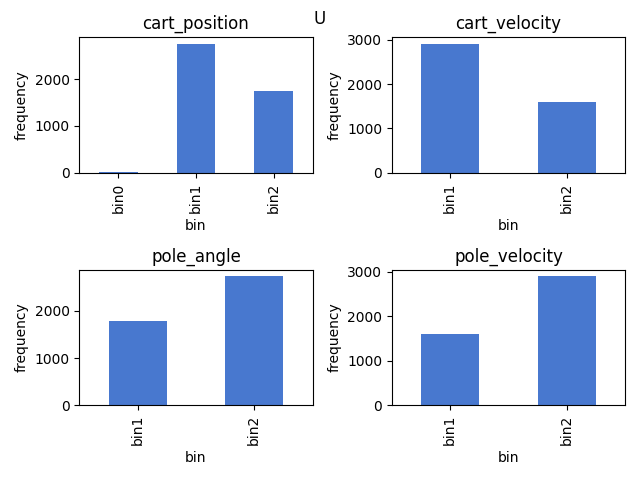 U
cart_position
frequency
2000
1000
0
bin0
bin1
bin2
bin
cart_velocity
frequency
3000
2000
1000
0
bin1
bin2
bin
pole_angle
frequency
2000
1000
0
bin1
bin2
bin
pole_velocity
frequency
3000
2000
1000
0
bin1
bin2
bin